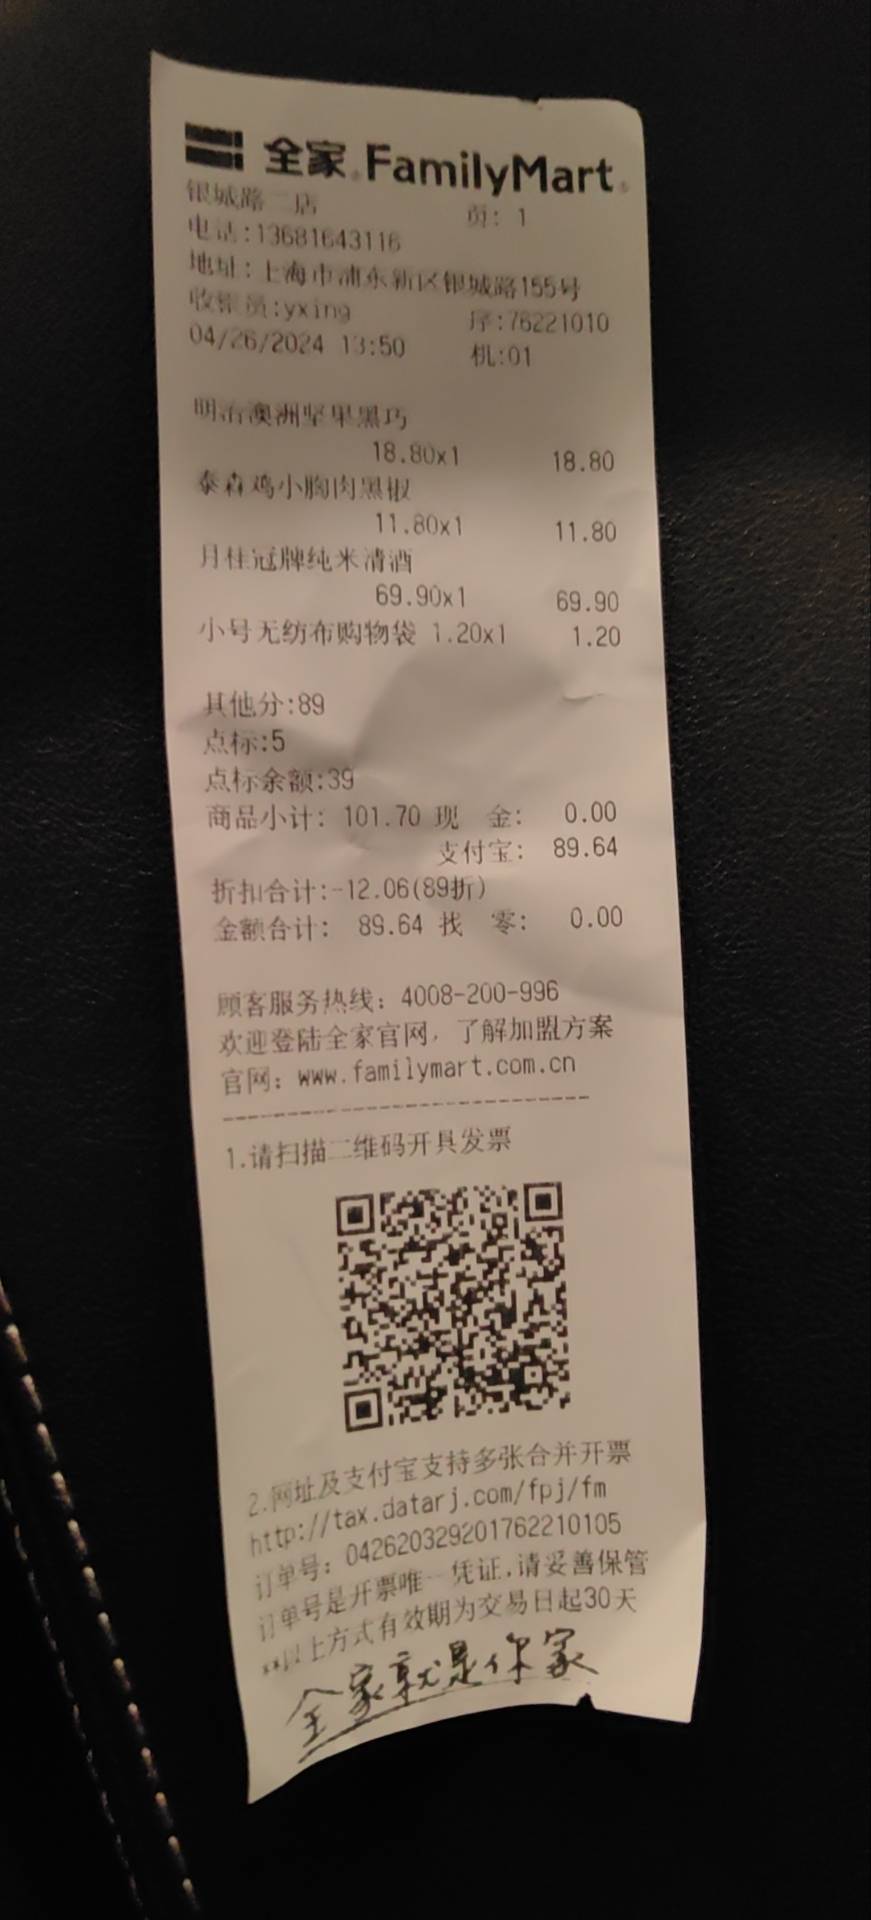 全家 FamilyMart
银城路二店 页: 1
电话:13681643116
地址:上海市浦东新区银城路155号
收银员:yxing 序:76221010
04/26/2024 13:50 机:01
明治澳洲坚果黑巧
18.80x1 18.80
泰森鸡小胸肉黑椒
11.80x1 11.80
月桂冠牌纯米清酒
69.90x1 69.90
小号无纺布购物袋 1.20x1 1.20
其他分:89
点标:5
点标余额:39
商品小计: 101.70 现 金: 0.00
支付宝: 89.64
折扣合计:-12.06(89折)
金额合计: 89.64 找 零: 0.00
顾客服务热线: 4008-200-996
欢迎登陆全家官网，了解加盟方案
官网: www.familymart.com.cn
1.请扫描二维码开具发票
2.网址及支付宝支持多张合并开票
http://tax.datarj.com/fpj/fm
订单号: 0426203292017622101​05
订单号是开票唯一凭证,请妥善保管
**以上方式有效期为交易日起30天
全家就是你家